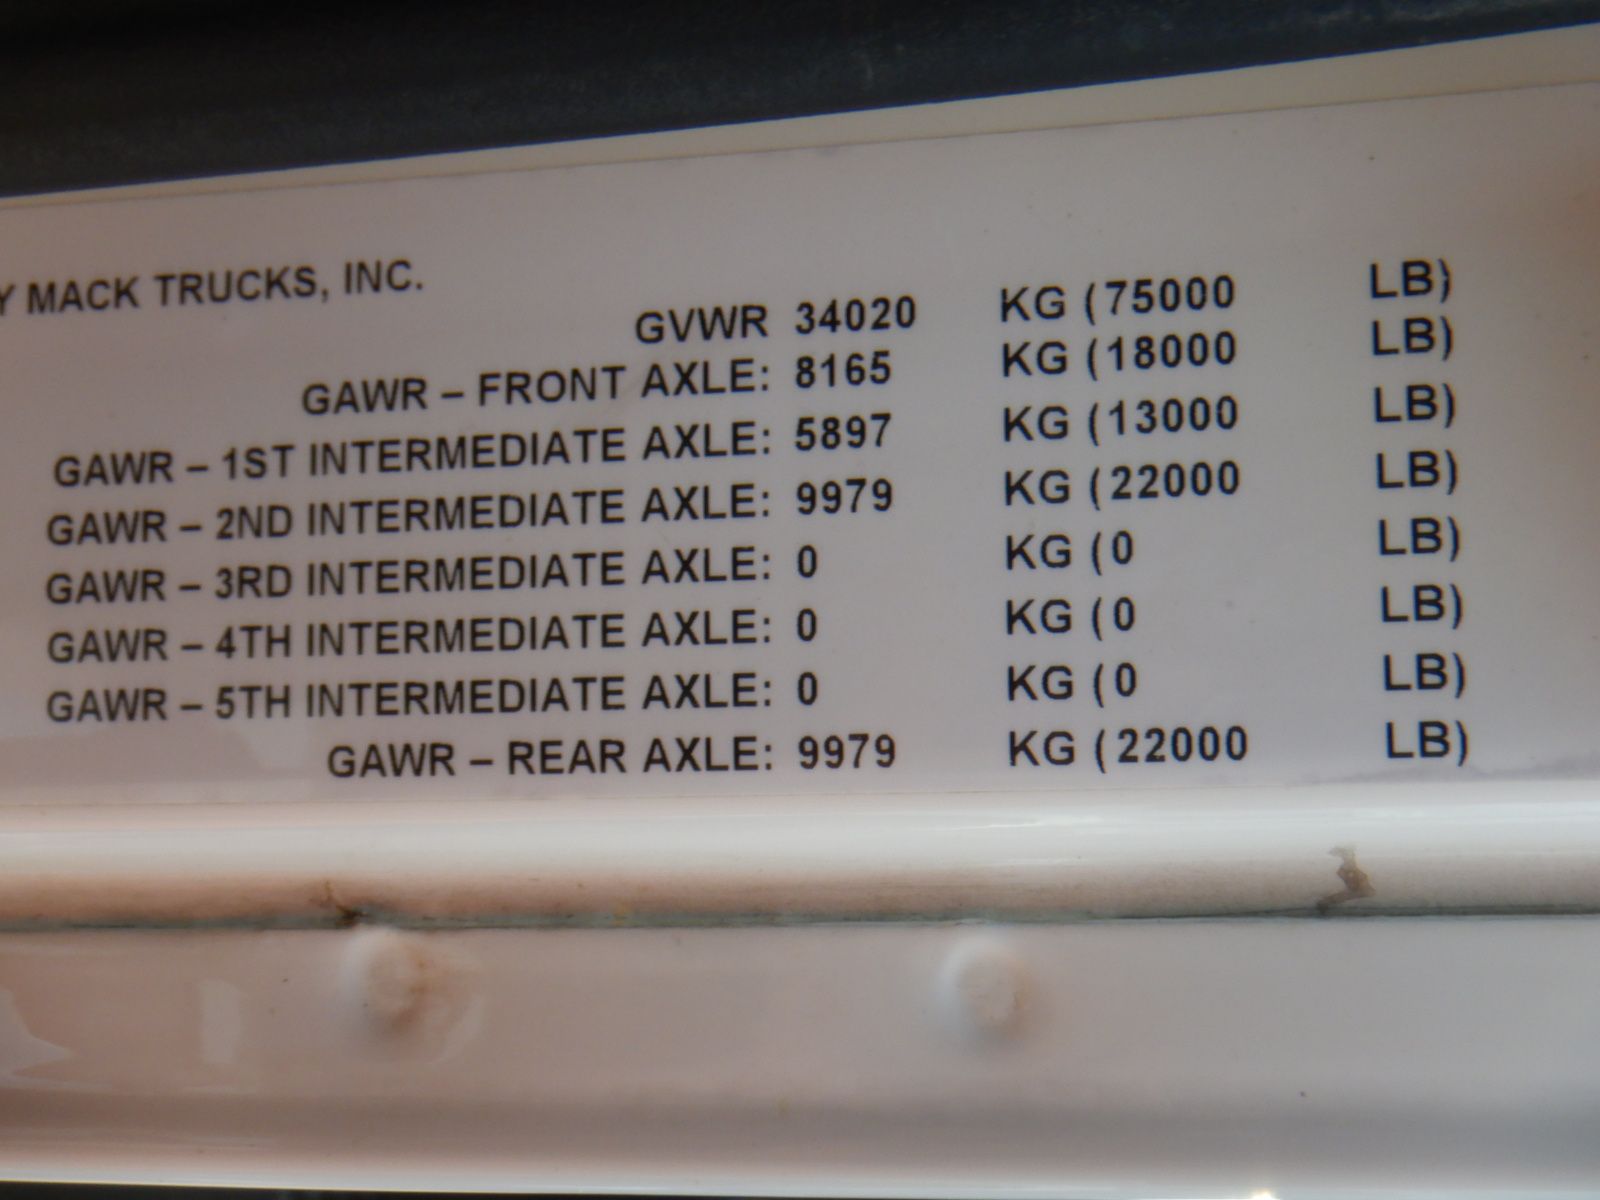 Y MACK TRUCKS, INC.
GVWR 34020 KG (75000 LB)
GAWR – FRONT AXLE: 8165 KG (18000 LB)
GAWR – 1ST INTERMEDIATE AXLE: 5897 KG (13000 LB)
GAWR – 2ND INTERMEDIATE AXLE: 9979 KG (22000 LB)
GAWR – 3RD INTERMEDIATE AXLE: 0 KG (0 LB)
GAWR – 4TH INTERMEDIATE AXLE: 0 KG (0 LB)
GAWR – 5TH INTERMEDIATE AXLE: 0 KG (0 LB)
GAWR – REAR AXLE: 9979 KG (22000 LB)